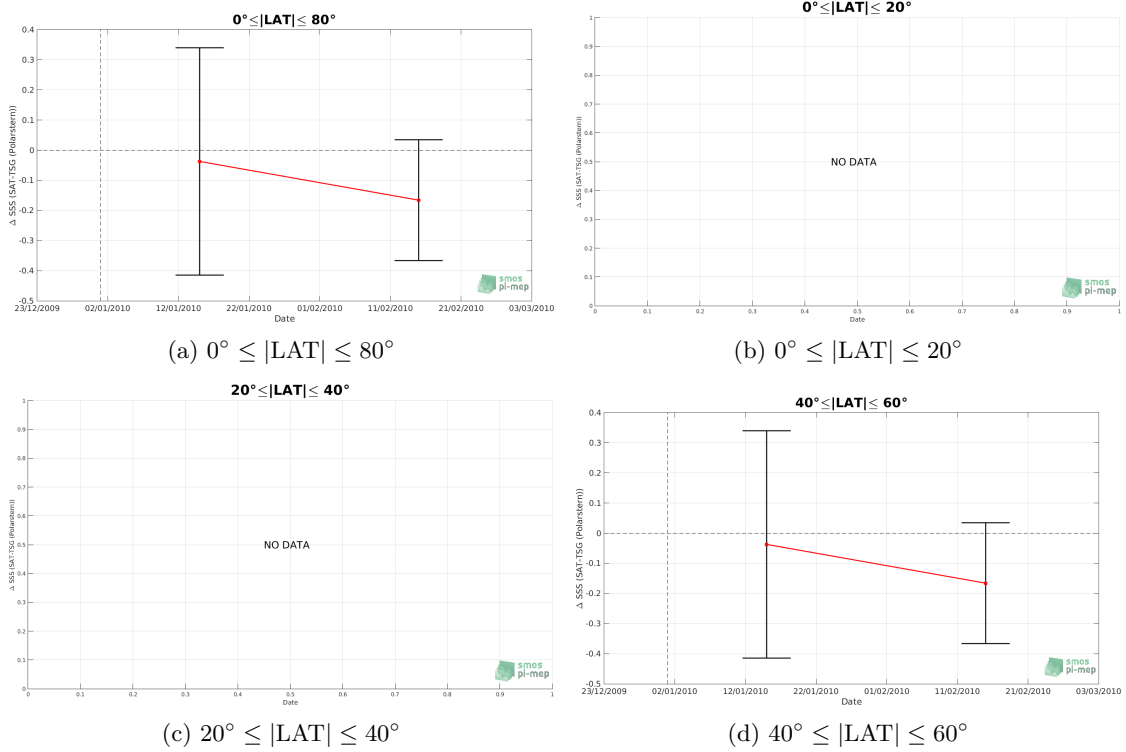 0°≤|LAT|≤ 80°
0.4
0.3
0.2
0.1
0
-0.1
-0.2
-0.3
-0.4
-0.5
Δ SSS (SAT-TSG (Polarstern))
23/12/2009 02/01/2010 12/01/2010 22/01/2010 01/02/2010 11/02/2010 21/02/2010 03/03/2010
Date
smos
pi-mep
(a) 0° ≤ |LAT| ≤ 80°
0°≤|LAT|≤ 20°
1
0.9
0.8
0.7
0.6
0.5
0.4
0.3
0.2
0.1
0
Δ SSS (SAT-TSG (Polarstern))
NO DATA
0 0.1 0.2 0.3 0.4 0.5 0.6 0.7 0.8 0.9 1
Date
smos
pi-mep
(b) 0° ≤ |LAT| ≤ 20°
20°≤|LAT|≤ 40°
1
0.9
0.8
0.7
0.6
0.5
0.4
0.3
0.2
0.1
0
Δ SSS (SAT-TSG (Polarstern))
NO DATA
0 0.1 0.2 0.3 0.4 0.5 0.6 0.7 0.8 0.9 1
Date
smos
pi-mep
(c) 20° ≤ |LAT| ≤ 40°
40°≤|LAT|≤ 60°
0.4
0.3
0.2
0.1
0
-0.1
-0.2
-0.3
-0.4
-0.5
Δ SSS (SAT-TSG (Polarstern))
23/12/2009 02/01/2010 12/01/2010 22/01/2010 01/02/2010 11/02/2010 21/02/2010 03/03/2010
Date
smos
pi-mep
(d) 40° ≤ |LAT| ≤ 60°